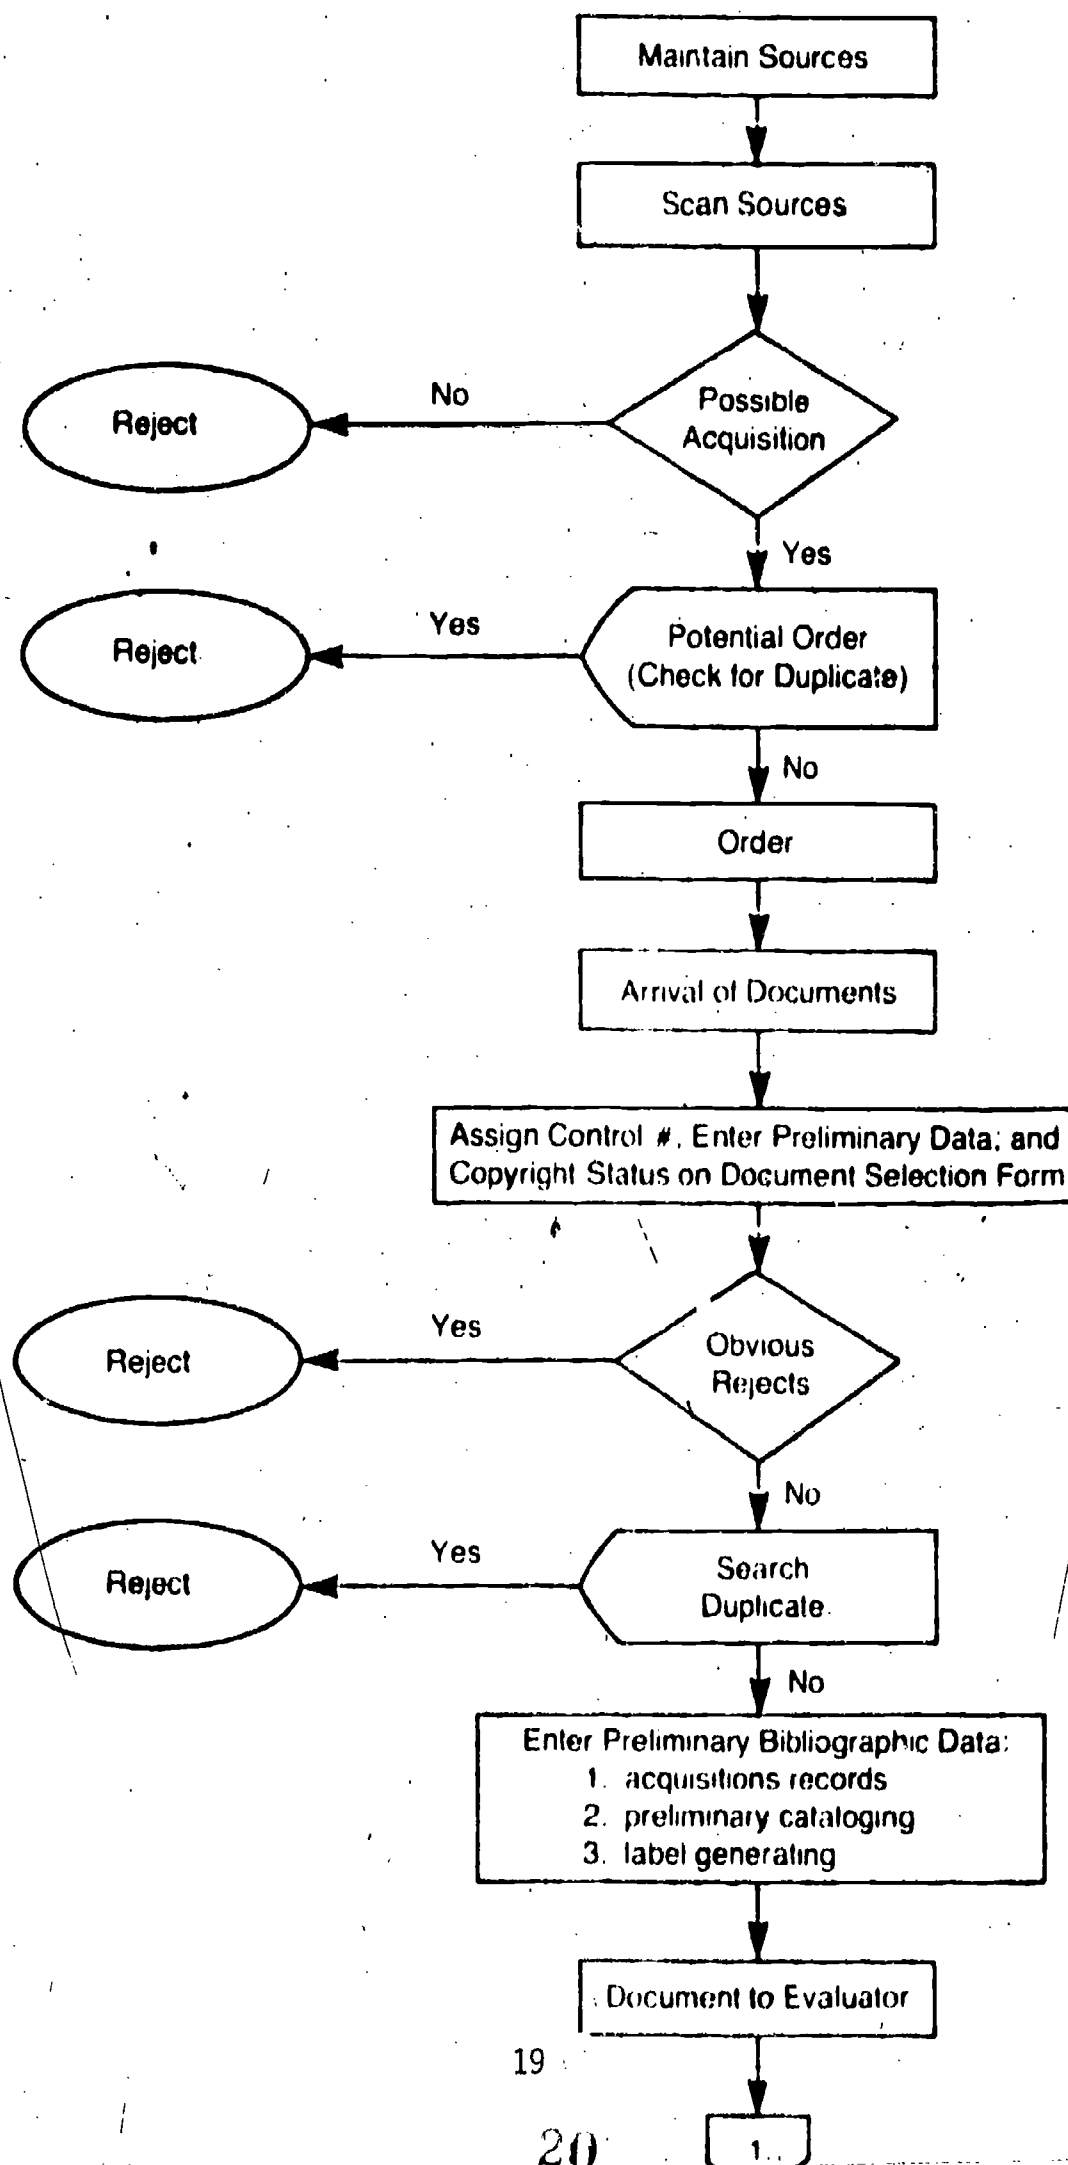 Maintain Sources
Scan Sources
Possible
Acquisition
No
Reject
Yes
Potential Order
(Check for Duplicate)
Yes
Reject
No
Order
Arrival of Documents
Assign Control #, Enter Preliminary Data; and
Copyright Status on Document Selection Form
Obvious
Rejects
Yes
Reject
No
Search
Duplicate
Yes
Reject
No
Enter Preliminary Bibliographic Data:
1. acquisitions records
2. preliminary cataloging
3. label generating
Document to Evaluator
19
20
1